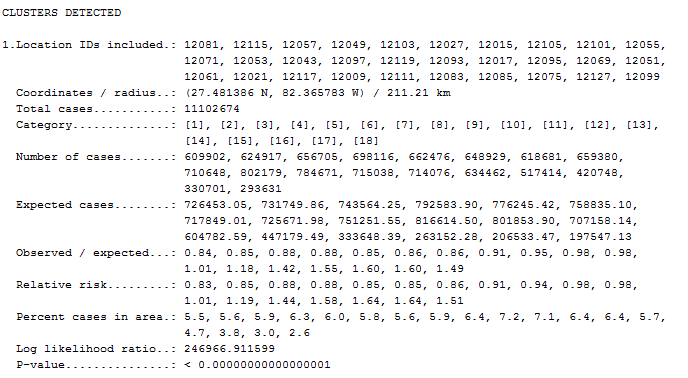 CLUSTERS DETECTED
1.Location IDs included.: 12081, 12115, 12057, 12049, 12103, 12027, 12015, 12105, 12101, 12055,
12071, 12053, 12043, 12097, 12119, 12093, 12017, 12095, 12069, 12051,
12061, 12021, 12117, 12009, 12111, 12083, 12085, 12075, 12127, 12099
Coordinates / radius..: (27.481386 N, 82.365783 W) / 211.21 km
Total cases...........: 11102674
Category..............: [1], [2], [3], [4], [5], [6], [7], [8], [9], [10], [11], [12], [13],
[14], [15], [16], [17], [18]
Number of cases.......: 609902, 624917, 656705, 698116, 662476, 648929, 618681, 659380,
710648, 802179, 784671, 715038, 714076, 634462, 517414, 420748,
330701, 293631
Expected cases........: 726453.05, 731749.86, 743564.25, 792583.90, 776245.42, 758835.10,
717849.01, 725671.98, 751251.55, 816614.50, 801853.90, 707158.14,
604782.59, 447179.49, 333648.39, 263152.28, 206533.47, 197547.13
Observed / expected...: 0.84, 0.85, 0.88, 0.88, 0.85, 0.86, 0.86, 0.91, 0.95, 0.98, 0.98,
1.01, 1.18, 1.42, 1.55, 1.60, 1.60, 1.49
Relative risk.........: 0.83, 0.85, 0.88, 0.88, 0.85, 0.85, 0.86, 0.91, 0.94, 0.98, 0.98,
1.01, 1.19, 1.44, 1.58, 1.64, 1.64, 1.51
Percent cases in area.: 5.5, 5.6, 5.9, 6.3, 6.0, 5.8, 5.6, 5.9, 6.4, 7.2, 7.1, 6.4, 6.4, 5.7,
4.7, 3.8, 3.0, 2.6
Log likelihood ratio..: 246966.911599
P-value...............: < 0.00000000000000001